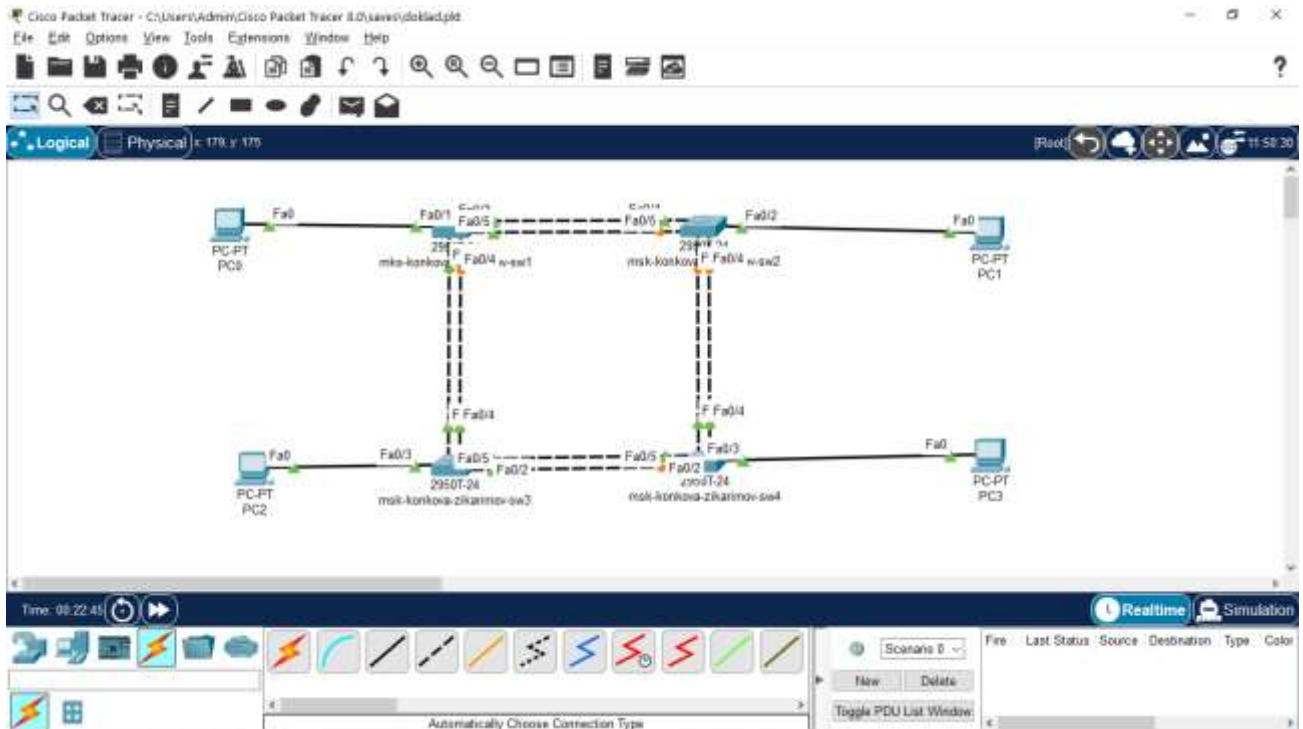 Cisco Packet Tracer - C:\Users\Admin\Cisco Packet Tracer 8.0\saves\doklad.pkt
File Edit Options View Tools Extensions Window Help
?
Logical Physical x: 179, y: 175 [Root] 11:50:30
Fa0 Fa0/1 Fa0/5 Fa0/6 Fa0/2 Fa0
PC-PT
PC0
Fa0/4
w-sw1
msk-konkova
Fa0/4
w-sw2
PC-PT
PC1
F Fa0/4 F Fa0/4
Fa0 Fa0/3 Fa0/5 Fa0/2 Fa0/5 Fa0/2 Fa0/3 Fa0
PC-PT
PC2
2950T-24
msk-konkova-zikarimov-sw3
msk-konkova-zikarimov-sw4
PC-PT
PC3
Time: 00:22:45 Realtime Simulation
Scenario 0
New Delete
Toggle PDU List Window
Fire Last Status Source Destination Type Color
Automatically Choose Connection Type